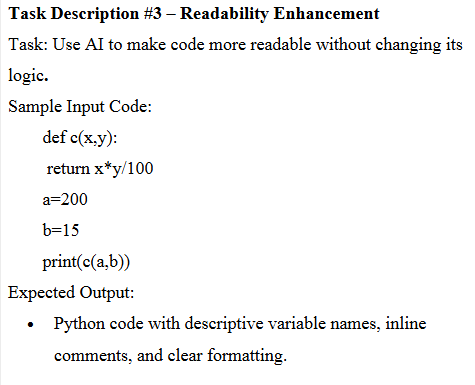 Task Description #3 – Readability Enhancement
Task: Use AI to make code more readable without changing its
logic.
Sample Input Code:
def c(x,y):
return x*y/100
a=200
b=15
print(c(a,b))
Expected Output:
• Python code with descriptive variable names, inline
comments, and clear formatting.